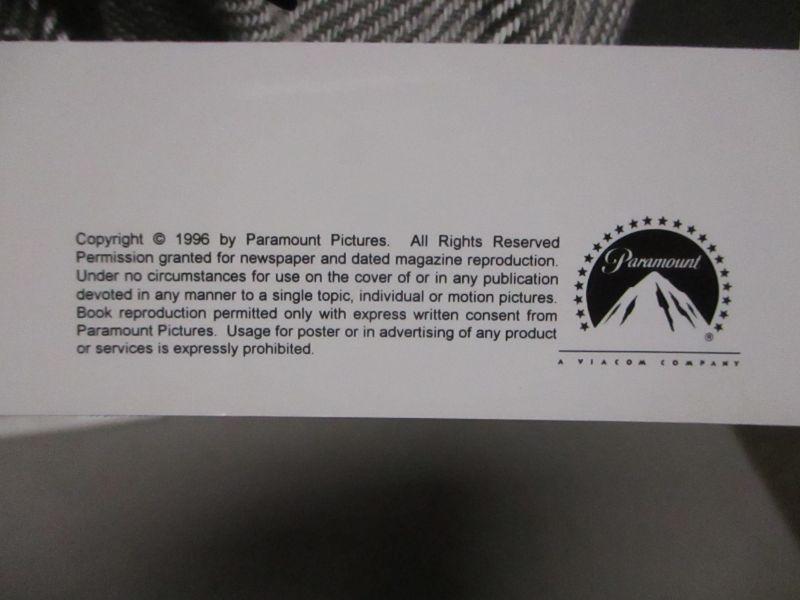 Copyright © 1996 by Paramount Pictures. All Rights Reserved
Permission granted for newspaper and dated magazine reproduction.
Under no circumstances for use on the cover of or in any publication
devoted in any manner to a single topic, individual or motion pictures.
Book reproduction permitted only with express written consent from
Paramount Pictures. Usage for poster or in advertising of any product
or services is expressly prohibited.
Paramount
®
A VIACOM COMPANY